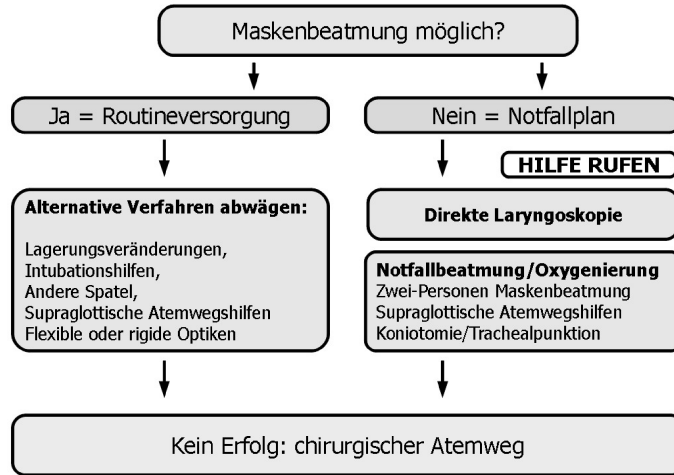 Maskenbeatmung möglich?
Ja = Routineversorgung
Nein = Notfallplan
HILFE RUFEN
Alternative Verfahren abwägen:
Lagerungsveränderungen,
Intubationshilfen,
Andere Spatel,
Supraglottische Atemwegshilfen
Flexible oder rigide Optiken
Direkte Laryngoskopie
Notfallbeatmung/Oxygenierung
Zwei-Personen Maskenbeatmung
Supraglottische Atemwegshilfen
Koniotomie/Trachealpunktion
Kein Erfolg: chirurgischer Atemweg